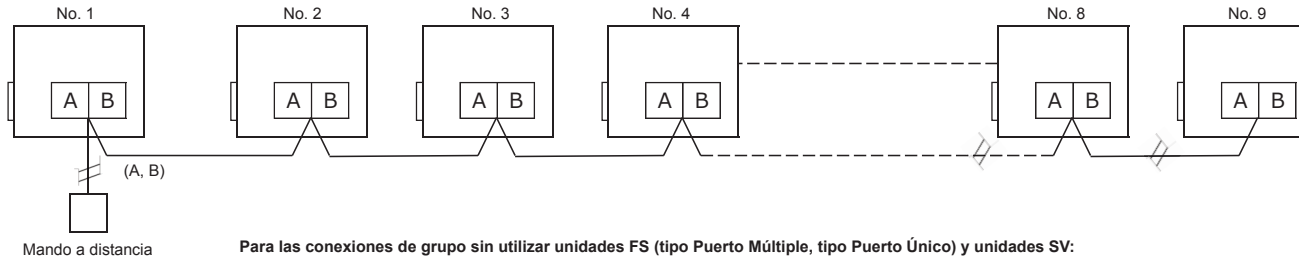 No. 1 No. 2 No. 3 No. 4 No. 8 No. 9
A B A B A B A B A B A B
(A, B)
Mando a distancia
Para las conexiones de grupo sin utilizar unidades FS (tipo Puerto Múltiple, tipo Puerto Único) y unidades SV: